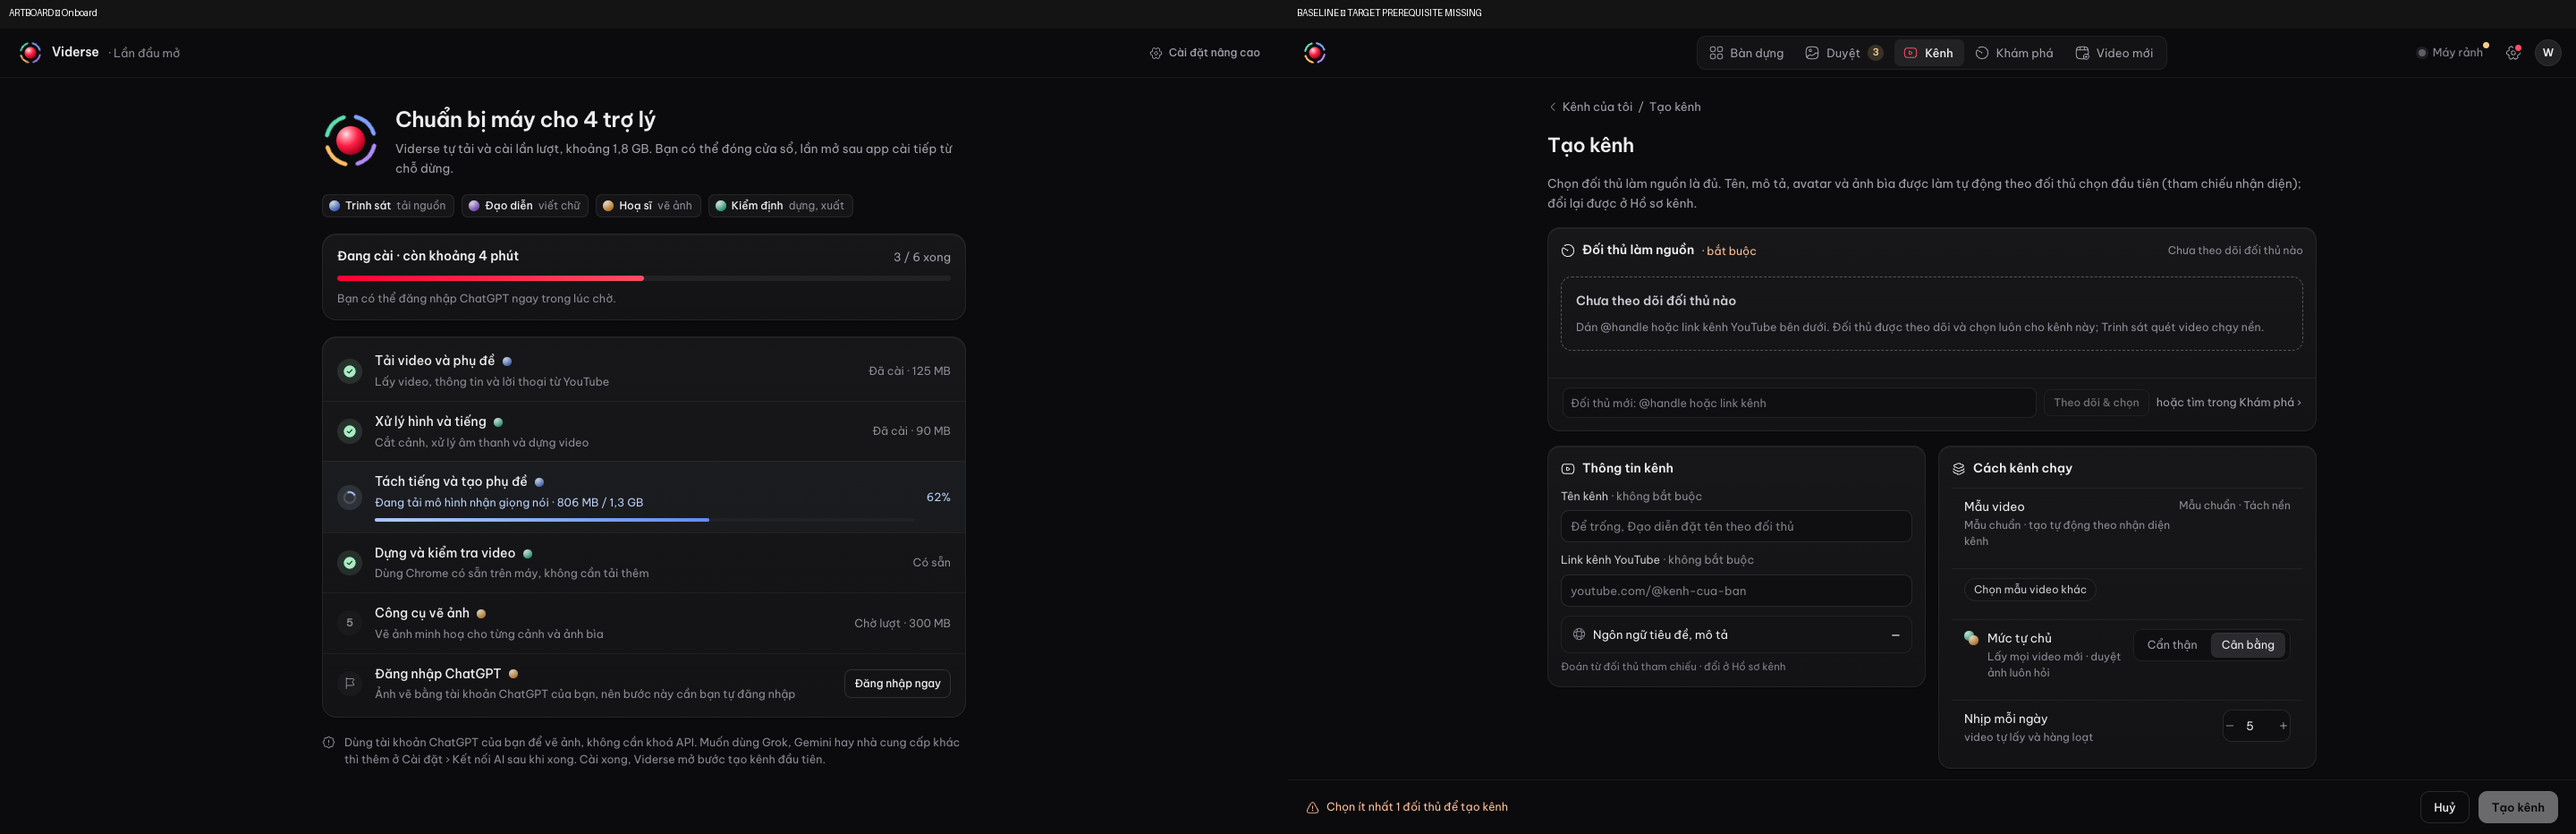 ARTBOARD Onboard
Viderse · Lần đầu mở
Cài đặt nâng cao
Chuẩn bị máy cho 4 trợ lý
Viderse tự tải và cài lần lượt, khoảng 1,8 GB. Bạn có thể đóng cửa sổ, lần mở sau app cài tiếp từ
chỗ dừng.
Trinh sát tải nguồn
Đạo diễn viết chữ
Hoạ sĩ vẽ ảnh
Kiểm định dựng, xuất
Đang cài · còn khoảng 4 phút
3 / 6 xong
Bạn có thể đăng nhập ChatGPT ngay trong lúc chờ.
Tải video và phụ đề
Lấy video, thông tin và lời thoại từ YouTube
Đã cài · 125 MB
Xử lý hình và tiếng
Cắt cảnh, xử lý âm thanh và dựng video
Đã cài · 90 MB
Tách tiếng và tạo phụ đề
Đang tải mô hình nhận giọng nói · 806 MB / 1,3 GB
62%
Dựng và kiểm tra video
Dùng Chrome có sẵn trên máy, không cần tải thêm
Có sẵn
5
Công cụ vẽ ảnh
Vẽ ảnh minh hoạ cho từng cảnh và ảnh bìa
Chờ lượt · 300 MB
Đăng nhập ChatGPT
Ảnh vẽ bằng tài khoản ChatGPT của bạn, nên bước này cần bạn tự đăng nhập
Đăng nhập ngay
Dùng tài khoản ChatGPT của bạn để vẽ ảnh, không cần khoá API. Muốn dùng Grok, Gemini hay nhà cung cấp khác
thì thêm ở Cài đặt › Kết nối AI sau khi xong. Cài xong, Viderse mở bước tạo kênh đầu tiên.
BASELINE TARGET PREREQUISITE MISSING
Bàn dựng
Duyệt 3
Kênh
Khám phá
Video mới
Máy rảnh
W
Kênh của tôi / Tạo kênh
Tạo kênh
Chọn đối thủ làm nguồn là đủ. Tên, mô tả, avatar và ảnh bìa được làm tự động theo đối thủ chọn đầu tiên (tham chiếu nhận diện);
đổi lại được ở Hồ sơ kênh.
Đối thủ làm nguồn · bắt buộc
Chưa theo dõi đối thủ nào
Chưa theo dõi đối thủ nào
Dán @handle hoặc link kênh YouTube bên dưới. Đối thủ được theo dõi và chọn luôn cho kênh này; Trinh sát quét video chạy nền.
Đối thủ mới: @handle hoặc link kênh
Theo dõi & chọn
hoặc tìm trong Khám phá ›
Thông tin kênh
Tên kênh · không bắt buộc
Để trống, Đạo diễn đặt tên theo đối thủ
Link kênh YouTube · không bắt buộc
youtube.com/@kenh-cua-ban
Ngôn ngữ tiêu đề, mô tả
–
Đoán từ đối thủ tham chiếu · đổi ở Hồ sơ kênh
Cách kênh chạy
Mẫu video
Mẫu chuẩn · Tách nền
Mẫu chuẩn · tạo tự động theo nhận diện
kênh
Chọn mẫu video khác
Mức tự chủ
Lấy mọi video mới · duyệt
ảnh luôn hỏi
Cẩn thận
Cân bằng
Nhịp mỗi ngày
video tự lấy và hàng loạt
− 5 +
Chọn ít nhất 1 đối thủ để tạo kênh
Huỷ
Tạo kênh